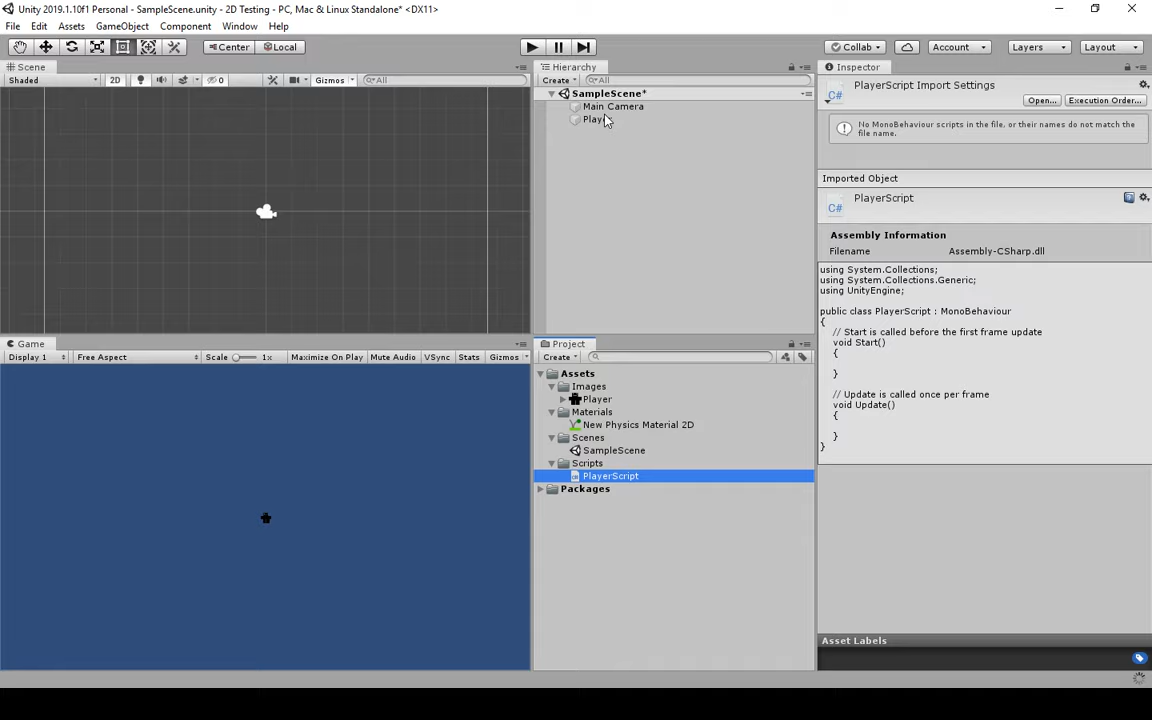 Unity 2019.1.10f1 Personal - SampleScene.unity - 2D Testing - PC, Mac & Linux Standalone* <DX11>
File Edit Assets GameObject Component Window Help
Center Local Collab Account Layers Layout
Scene
Shaded 2D 0 Gizmos All
Hierarchy
Create All
SampleScene*
Main Camera
Play
Inspector
PlayerScript Import Settings
C#
Open... Execution Order...
No MonoBehaviour scripts in the file, or their names do not match the
file name.
Imported Object
PlayerScript
C#
Assembly Information
Filename Assembly-CSharp.dll
using System.Collections;
using System.Collections.Generic;
using UnityEngine;
public class PlayerScript : MonoBehaviour
{
// Start is called before the first frame update
void Start()
{
}
// Update is called once per frame
void Update()
{
}
}
Asset Labels
Game
Display 1 Free Aspect Scale 1x Maximize On Play Mute Audio VSync Stats Gizmos
Project
Create
Assets
Images
Player
Materials
New Physics Material 2D
Scenes
SampleScene
Scripts
PlayerScript
Packages